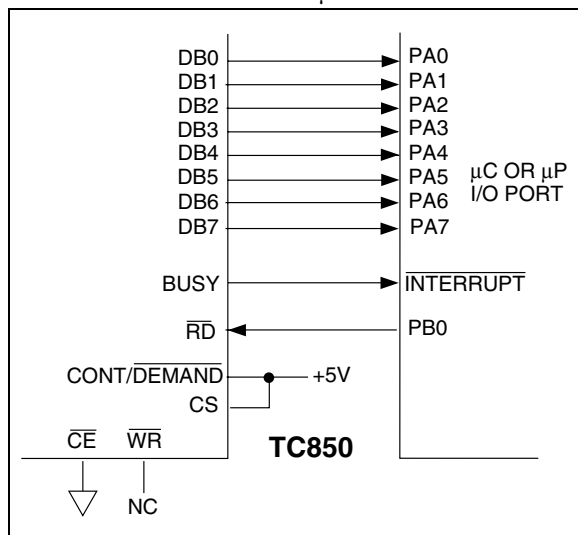 DB0 PA0
DB1 PA1
DB2 PA2
DB3 PA3
DB4 PA4
DB5 PA5 μC OR μP
DB6 PA6 I/O PORT
DB7 PA7
BUSY INTERRUPT
RD PB0
CONT/DEMAND +5V
CS
CE WR TC850
NC